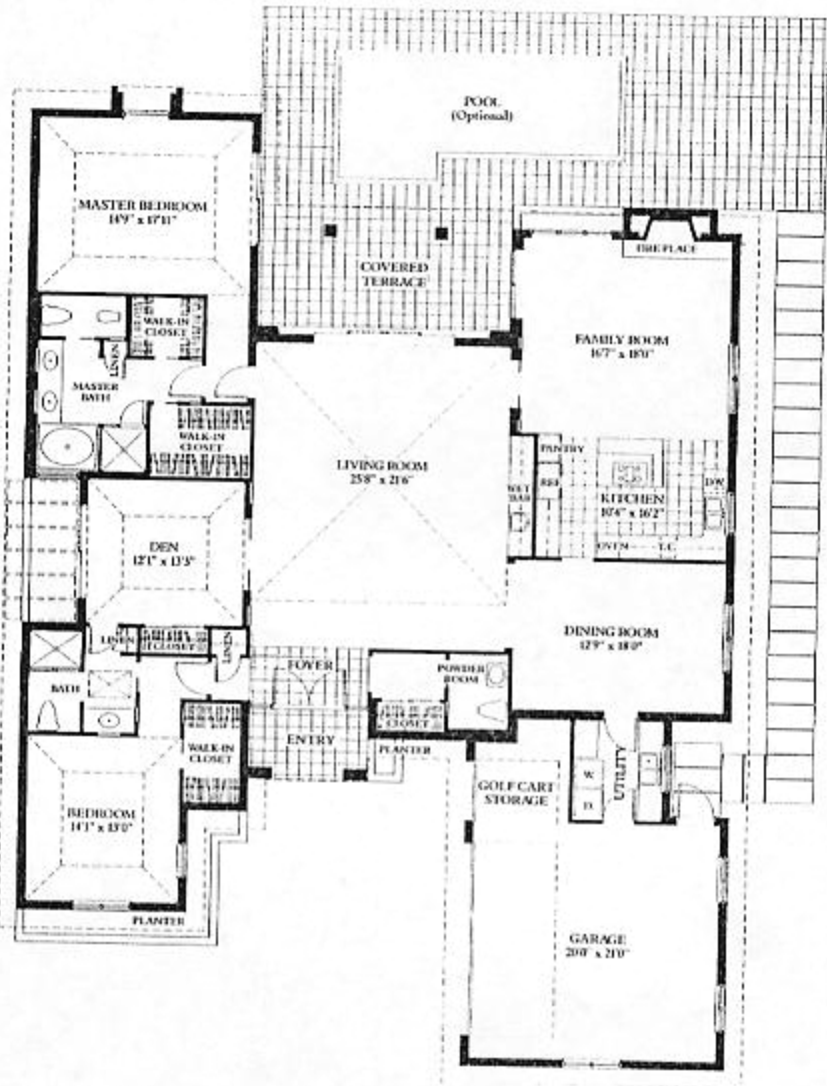 POOL
(Optional)
MASTER BEDROOM
14'9" x 17'11"
COVERED
TERRACE
FIREPLACE
FAMILY ROOM
16'7" x 18'0"
WALK-IN
CLOSET
LINEN
MASTER
BATH
WALK-IN
CLOSET
LIVING ROOM
25'8" x 21'6"
PANTRY
REF.
WET
BAR
KITCHEN
10'4" x 16'2"
D.W.
OVEN
T.C.
DEN
12'1" x 13'3"
LINEN
CLOSET
LINEN
DINING ROOM
12'9" x 18'0"
FOYER
POWDER
ROOM
BATH
CLOSET
ENTRY
PLANTER
WALK-IN
CLOSET
UTILITY
W.
D.
GOLF CART
STORAGE
BEDROOM
14'1" x 13'0"
PLANTER
GARAGE
20'0" x 21'0"